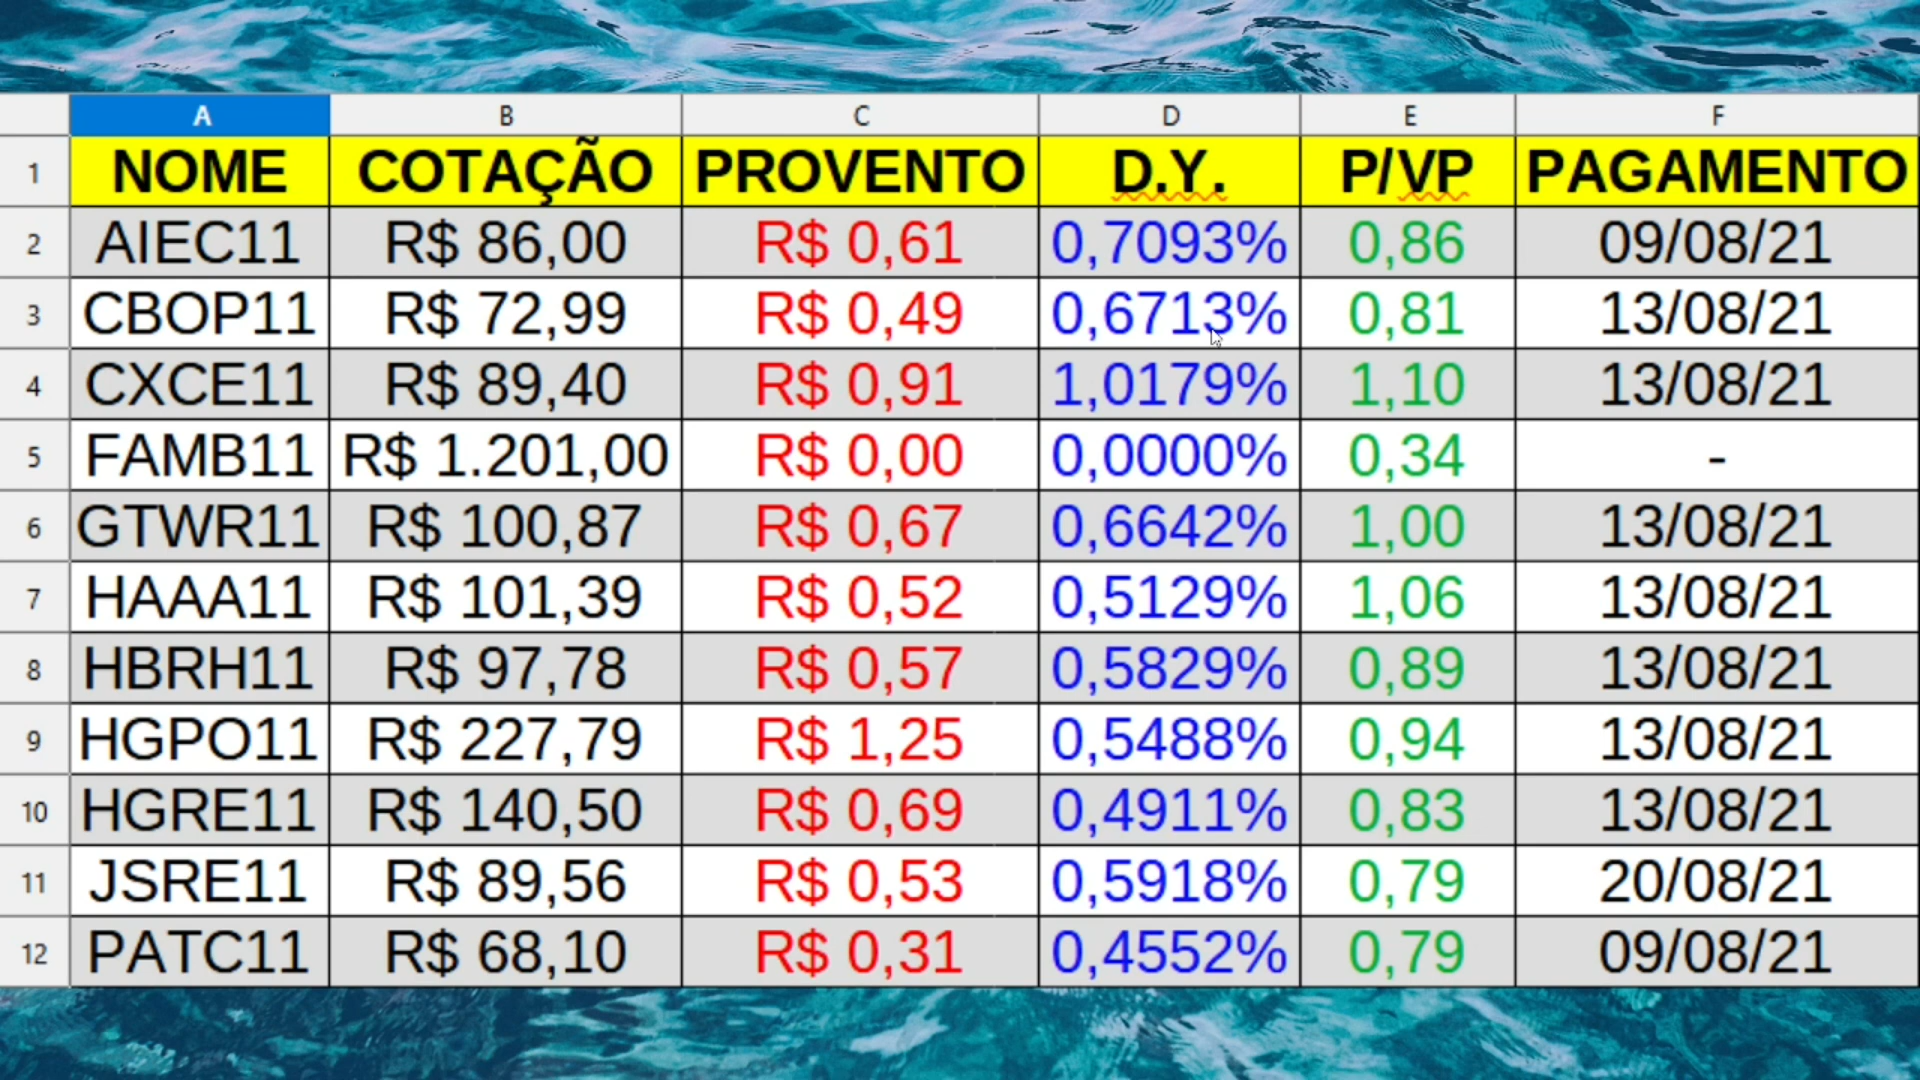 A B C D E F
1 NOME COTAÇÃO PROVENTO D.Y. P/VP PAGAMENTO
2 AIEC11 R$ 86,00 R$ 0,61 0,7093% 0,86 09/08/21
3 CBOP11 R$ 72,99 R$ 0,49 0,6713% 0,81 13/08/21
4 CXCE11 R$ 89,40 R$ 0,91 1,0179% 1,10 13/08/21
5 FAMB11 R$ 1.201,00 R$ 0,00 0,0000% 0,34 -
6 GTWR11 R$ 100,87 R$ 0,67 0,6642% 1,00 13/08/21
7 HAAA11 R$ 101,39 R$ 0,52 0,5129% 1,06 13/08/21
8 HBRH11 R$ 97,78 R$ 0,57 0,5829% 0,89 13/08/21
9 HGPO11 R$ 227,79 R$ 1,25 0,5488% 0,94 13/08/21
10 HGRE11 R$ 140,50 R$ 0,69 0,4911% 0,83 13/08/21
11 JSRE11 R$ 89,56 R$ 0,53 0,5918% 0,79 20/08/21
12 PATC11 R$ 68,10 R$ 0,31 0,4552% 0,79 09/08/21